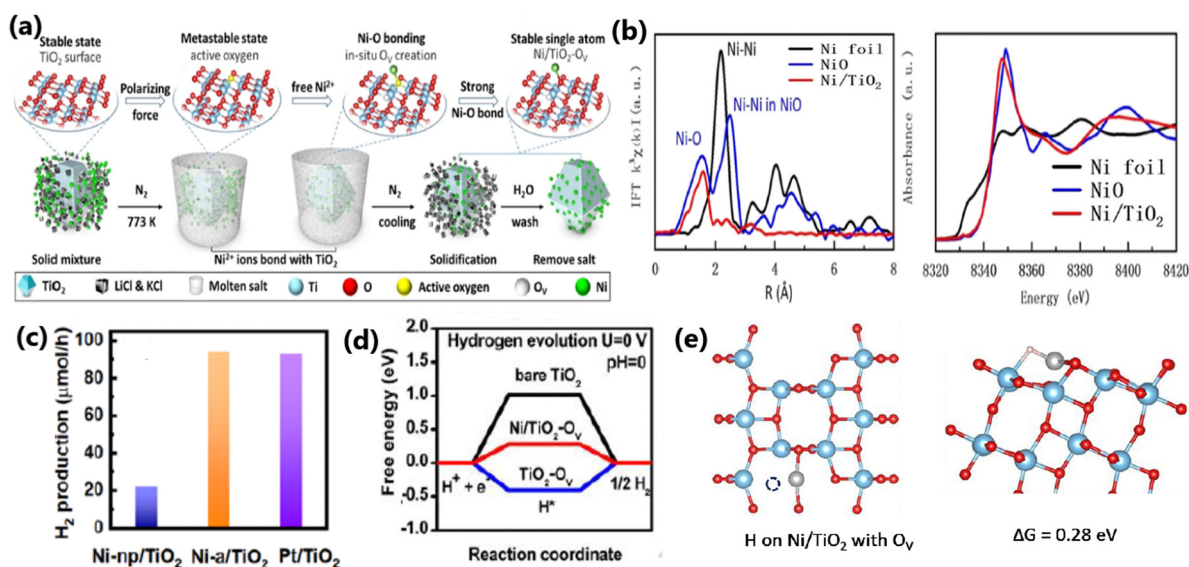 (a)
Stable state
TiO2 surface
Metastable state
active oxygen
Ni-O bonding
in-situ OV creation
Stable single atom
Ni/TiO2-OV
Polarizing
force
free Ni2+
Strong
Ni-O bond
N2
773 K
N2
cooling
H2O
wash
Solid mixture
Ni2+ ions bond with TiO2
Solidification
Remove salt
TiO2
LiCl & KCl
Molten salt
Ti
O
Active oxygen
OV
Ni
(b)
Ni-Ni
Ni foil
NiO
Ni/TiO2
Ni-Ni in NiO
Ni-O
IFT k3χ(k)I(a.u.)
0 2 4 6 8
R (Å)
Absorbance (a.u.)
Ni foil
NiO
Ni/TiO2
8320 8340 8360 8380 8400 8420
Energy (eV)
(c)
H2 production (μmol/h)
100
80
60
40
20
0
Ni-np/TiO2 Ni-a/TiO2 Pt/TiO2
(d)
Hydrogen evolution U=0 V
pH=0
Free energy (eV)
1.5
1.0
0.5
0.0
-0.5
-1.0
bare TiO2
Ni/TiO2-OV
TiO2-OV
H+ + e-
H*
1/2 H2
Reaction coordinate
(e)
H on Ni/TiO2 with OV
ΔG = 0.28 eV